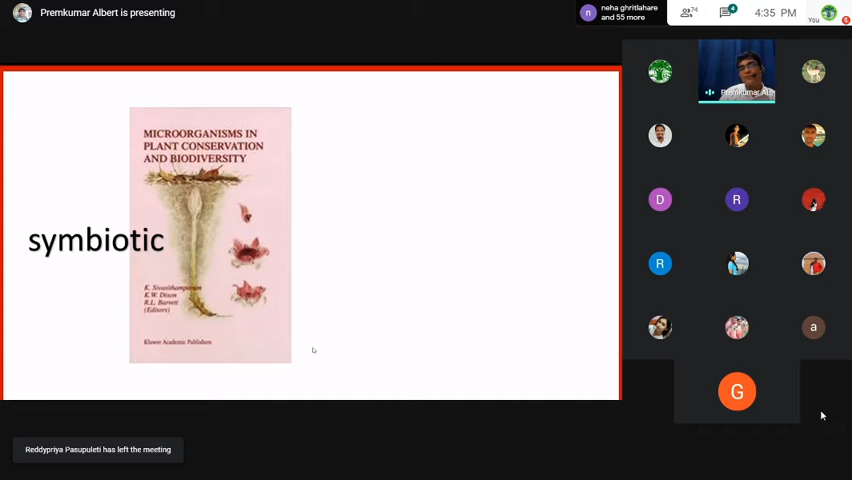 Premkumar Albert is presenting
n
neha ghritlahare
and 55 more
74
4
4:35 PM
You
MICROORGANISMS IN
PLANT CONSERVATION
AND BIODIVERSITY
symbiotic
K. Sivasithamparam
K.W. Dixon
R.L. Barrett
(Editors)
Kluwer Academic Publishers
Premkumar Alb
D
R
R
a
G
Reddypriya Pasupuleti has left the meeting